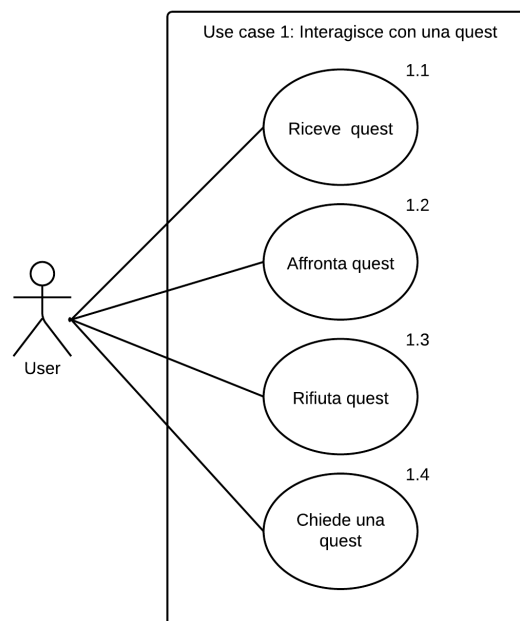 Use case 1: Interagisce con una quest
1.1
Riceve quest
1.2
Affronta quest
1.3
Rifiuta quest
User
1.4
Chiede una
quest